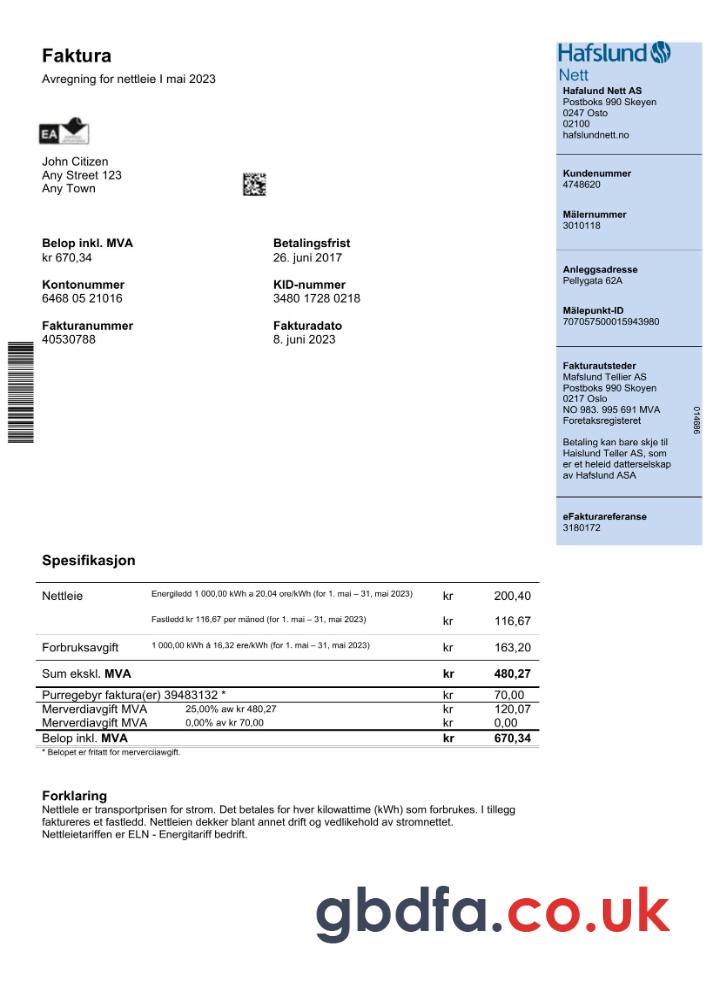 Faktura
Avregning for nettleie I mai 2023
EA
John Citizen
Any Street 123
Any Town
Belop inkl. MVA
kr 670,34
Betalingsfrist
26. juni 2017
Kontonummer
6468 05 21016
KID-nummer
3480 1728 0218
Fakturanummer
40530788
Fakturadato
8. juni 2023
Hafslund
Nett
Hafalund Nett AS
Postboks 990 Skeyen
0247 Osto
02100
hafslundnett.no
Kundenummer
4748620
Målernummer
3010118
Anleggsadresse
Pellygata 62A
Målepunkt-ID
707057500015943980
Fakturautsteder
Mafslund Tellier AS
Postboks 990 Skoyen
0217 Oslo
NO 983. 995 691 MVA
Foretaksregisteret
Betaling kan bare skje til
Haislund Teller AS, som
er et heleid datterselskap
av Hafslund ASA
014686
eFakturareferanse
3180172
Spesifikasjon
Nettleie Energiledd 1 000,00 kWh a 20,04 ore/kWh (for 1. mai – 31, mai 2023) kr 200,40
Fastledd kr 116,67 per måned (for 1. mai – 31, mai 2023) kr 116,67
Forbruksavgift 1 000,00 kWh á 16,32 ere/kWh (for 1. mai – 31, mai 2023) kr 163,20
Sum ekskl. MVA kr 480,27
Purregebyr faktura(er) 39483132 * kr 70,00
Merverdiavgift MVA 25,00% aw kr 480,27 kr 120,07
Merverdiavgift MVA 0,00% av kr 70,00 kr 0,00
Belop inkl. MVA kr 670,34
* Belopet er fritatt for merverciiawgift.
Forklaring
Nettlele er transportprisen for strom. Det betales for hver kilowattime (kWh) som forbrukes. I tillegg
faktureres et fastledd. Nettleien dekker blant annet drift og vedlikehold av stromnettet.
Nettleietariffen er ELN - Energitariff bedrift.
gbdfa.co.uk